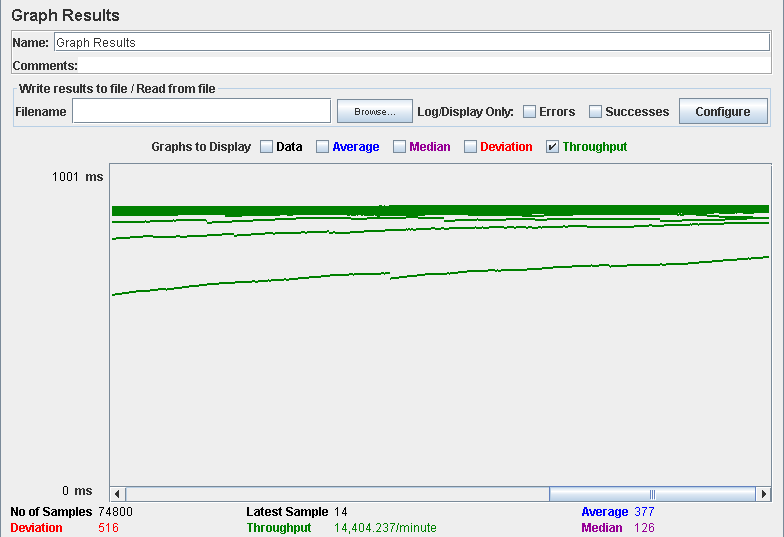 Graph Results
Name: Graph Results
Comments:
Write results to file / Read from file
Filename Browse... Log/Display Only: Errors Successes Configure
Graphs to Display Data Average Median Deviation Throughput
1001 ms
0 ms
No of Samples 74800 Latest Sample 14 Average 377
Deviation 516 Throughput 14,404.237/minute Median 126